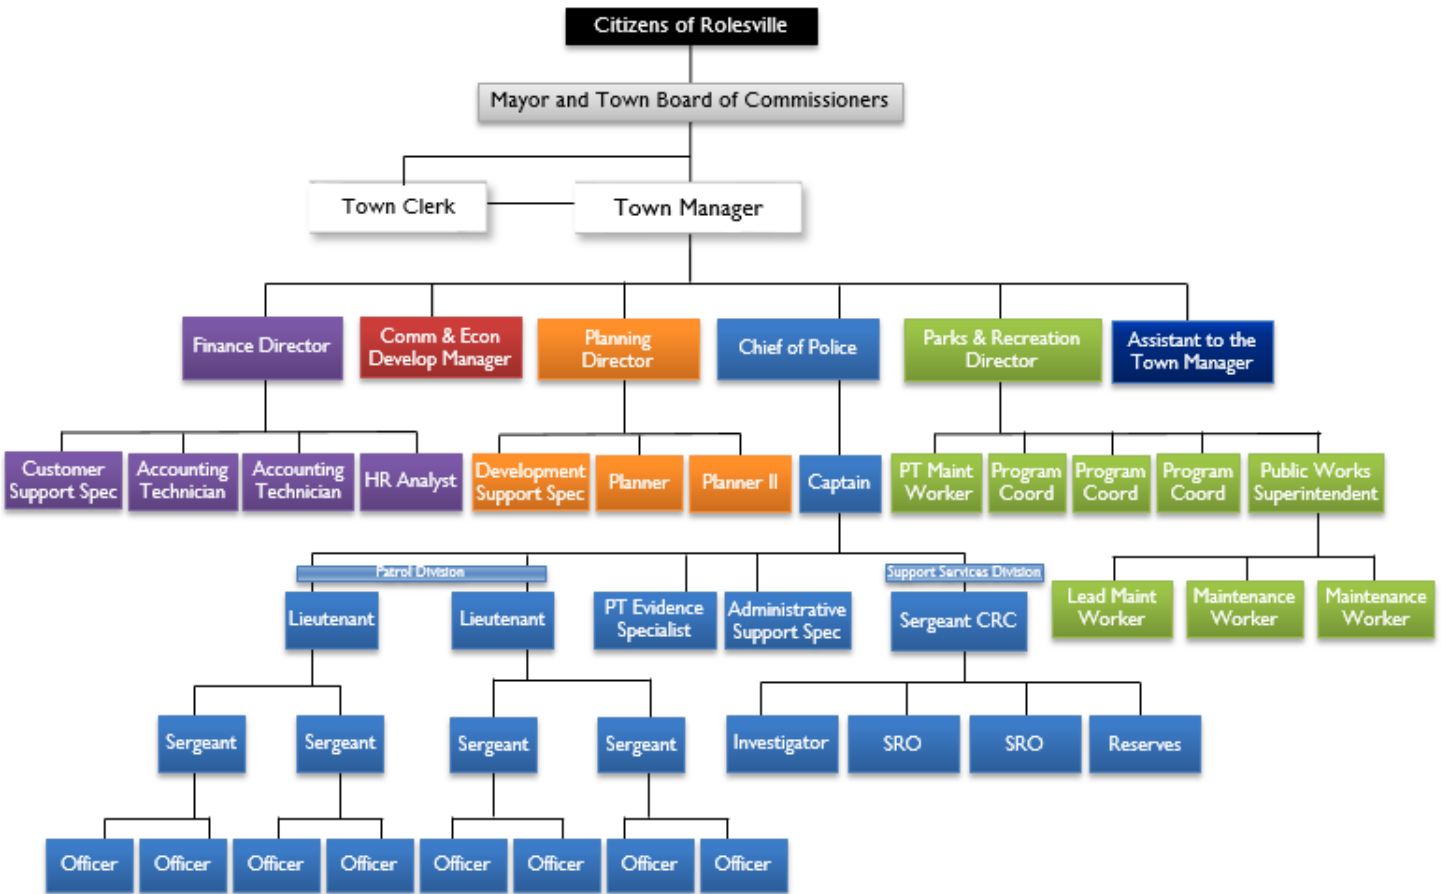 Citizens of Rolesville
Mayor and Town Board of Commissioners
Town Clerk
Town Manager
Finance Director
Comm & Econ
Develop Manager
Planning
Director
Chief of Police
Parks & Recreation
Director
Assistant to the
Town Manager
Customer
Support Spec
Accounting
Technician
Accounting
Technician
HR Analyst
Development
Support Spec
Planner
Planner II
Captain
PT Maint
Worker
Program
Coord
Program
Coord
Program
Coord
Public Works
Superintendent
Patrol Division
Support Services Division
Lieutenant
Lieutenant
PT Evidence
Specialist
Administrative
Support Spec
Sergeant CRC
Lead Maint
Worker
Maintenance
Worker
Maintenance
Worker
Sergeant
Sergeant
Sergeant
Sergeant
Investigator
SRO
SRO
Reserves
Officer
Officer
Officer
Officer
Officer
Officer
Officer
Officer